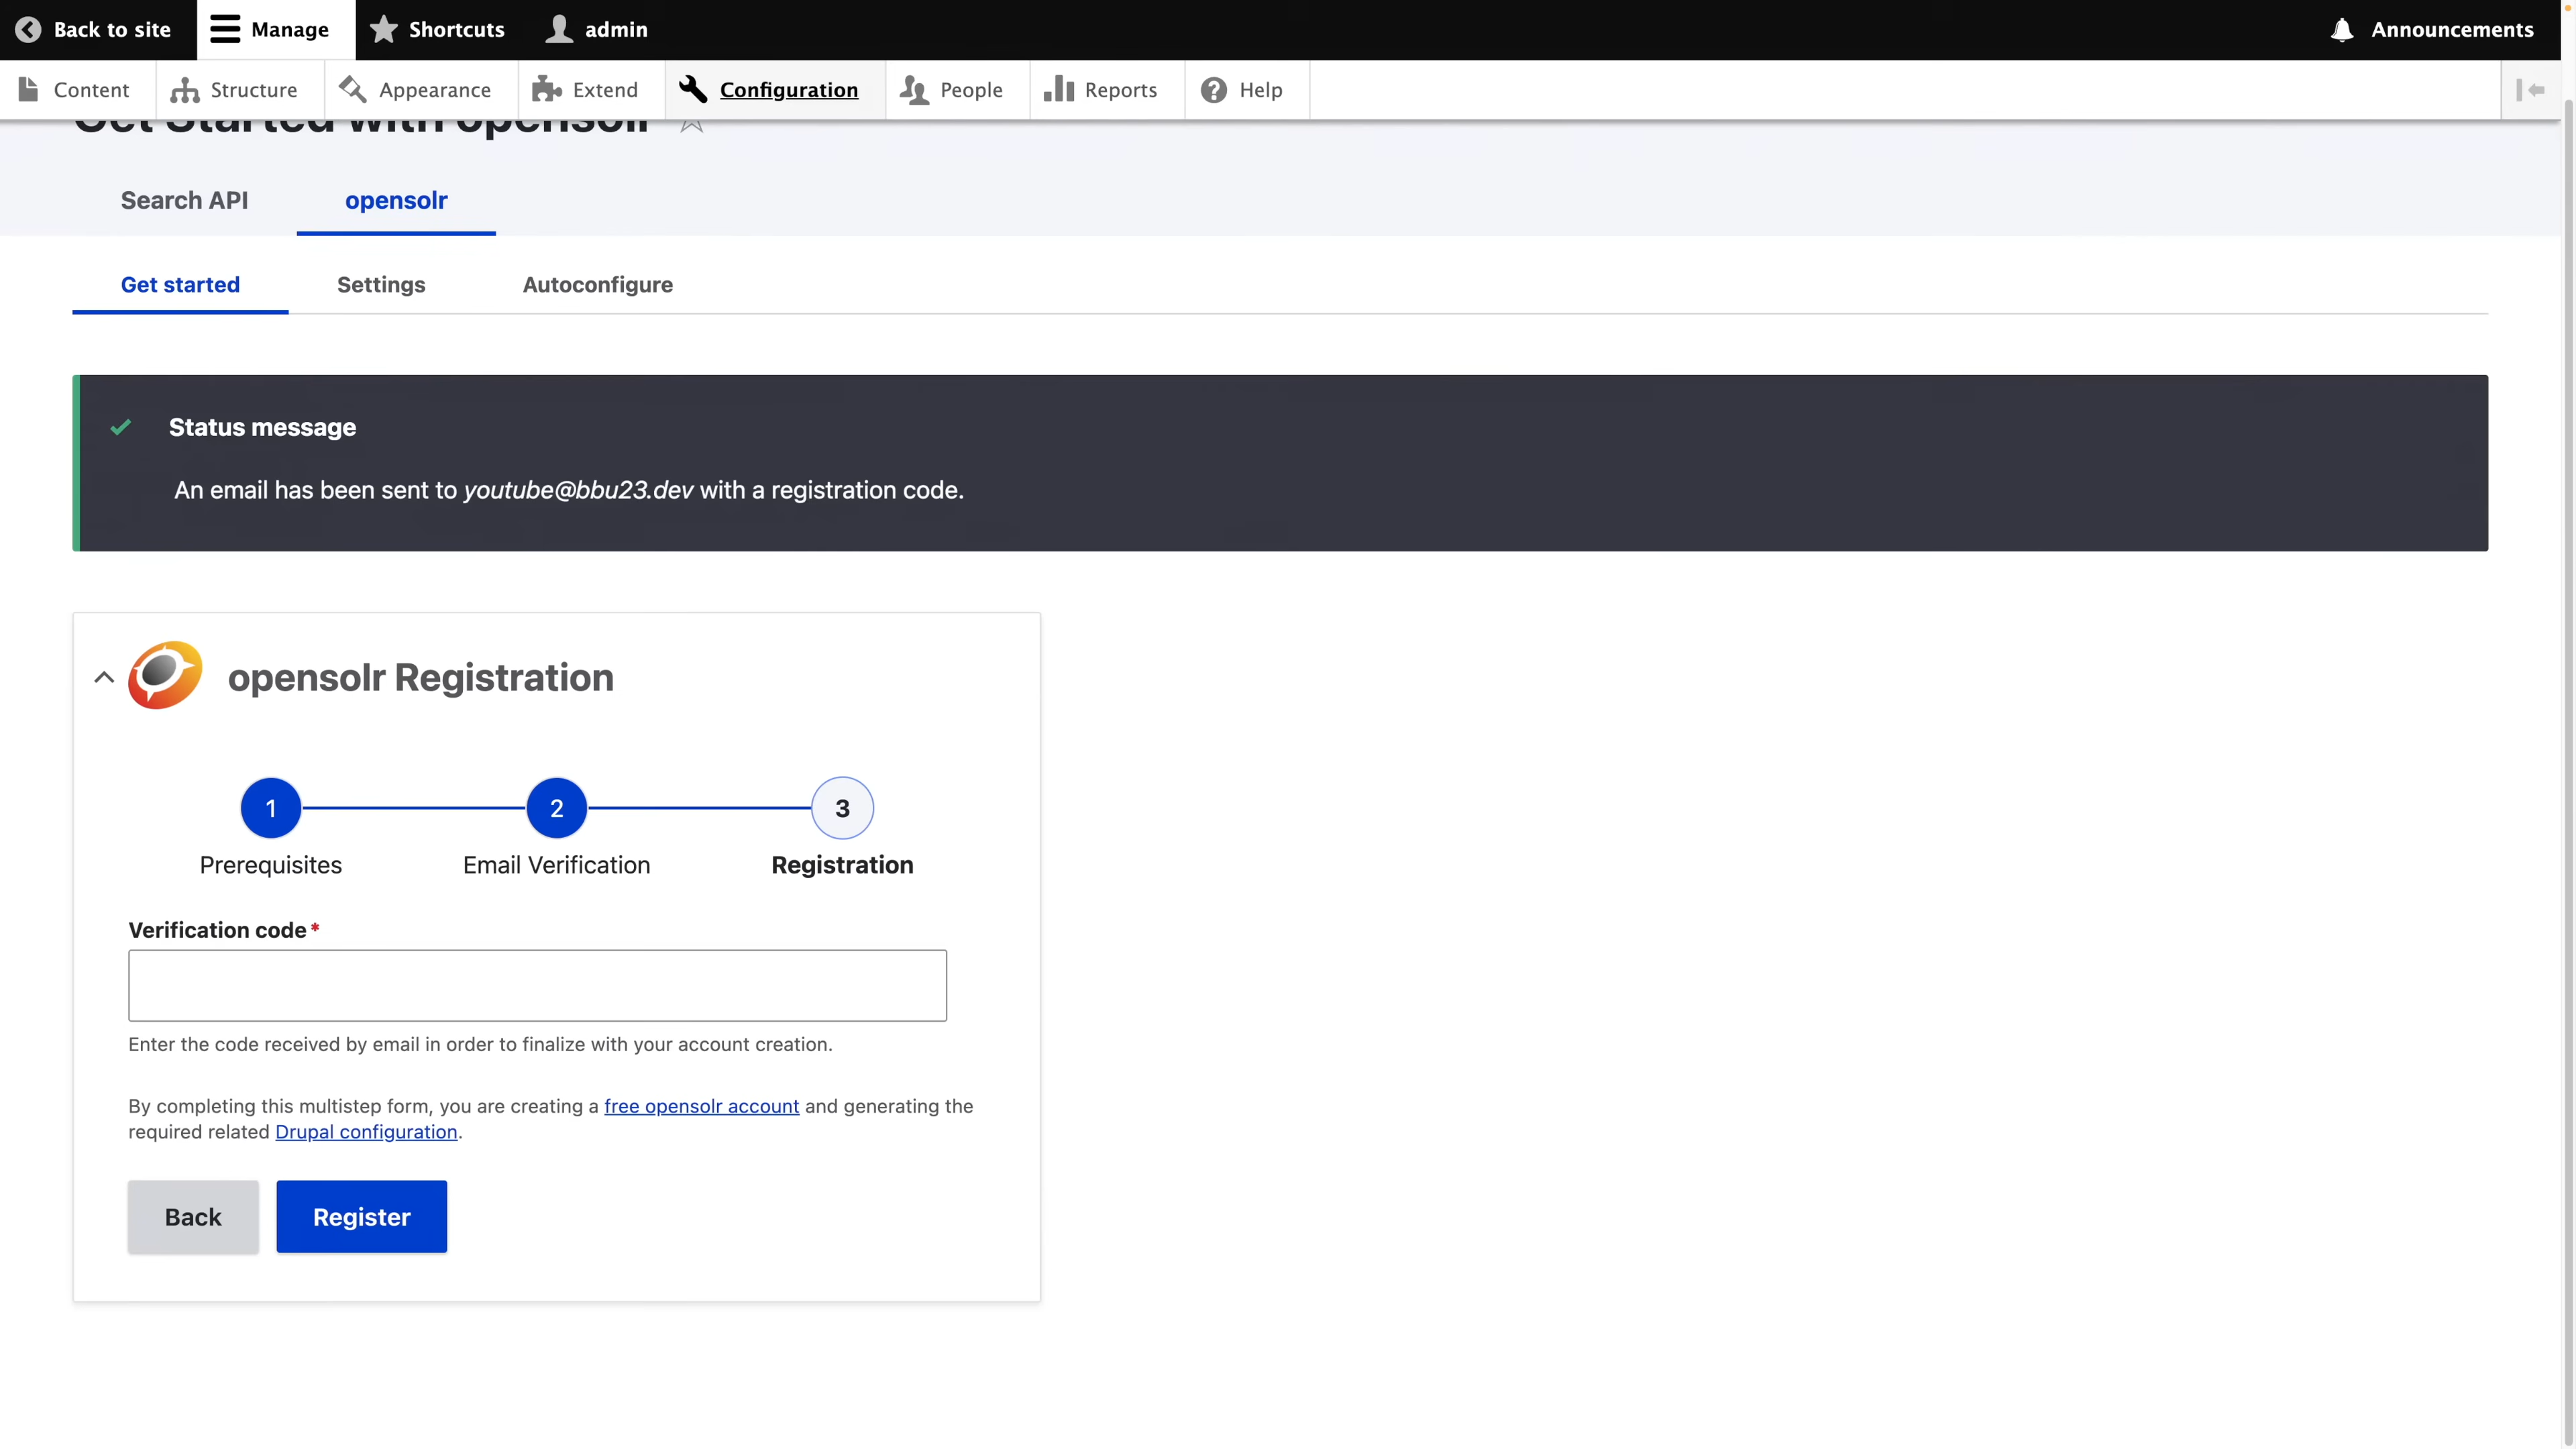 Back to site Manage Shortcuts admin Announcements
Content Structure Appearance Extend Configuration People Reports Help
Get Started with opensolr
Search API opensolr
Get started Settings Autoconfigure
Status message
An email has been sent to youtube@bbu23.dev with a registration code.
opensolr Registration
1 2 3
Prerequisites Email Verification Registration
Verification code*
Enter the code received by email in order to finalize with your account creation.
By completing this multistep form, you are creating a free opensolr account and generating the
required related Drupal configuration.
Back Register